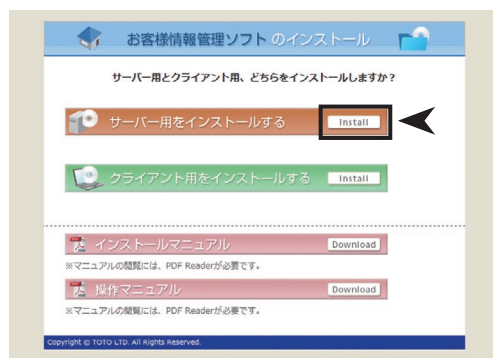 お客様情報管理ソフト のインストール
サーバー用とクライアント用、どちらをインストールしますか？
サーバー用をインストールする Install
クライアント用をインストールする Install
インストールマニュアル Download
※マニュアルの閲覧には、PDF Readerが必要です。
操作マニュアル Download
※マニュアルの閲覧には、PDF Readerが必要です。
Copyright © TOTO LTD. All Rights Reserved.